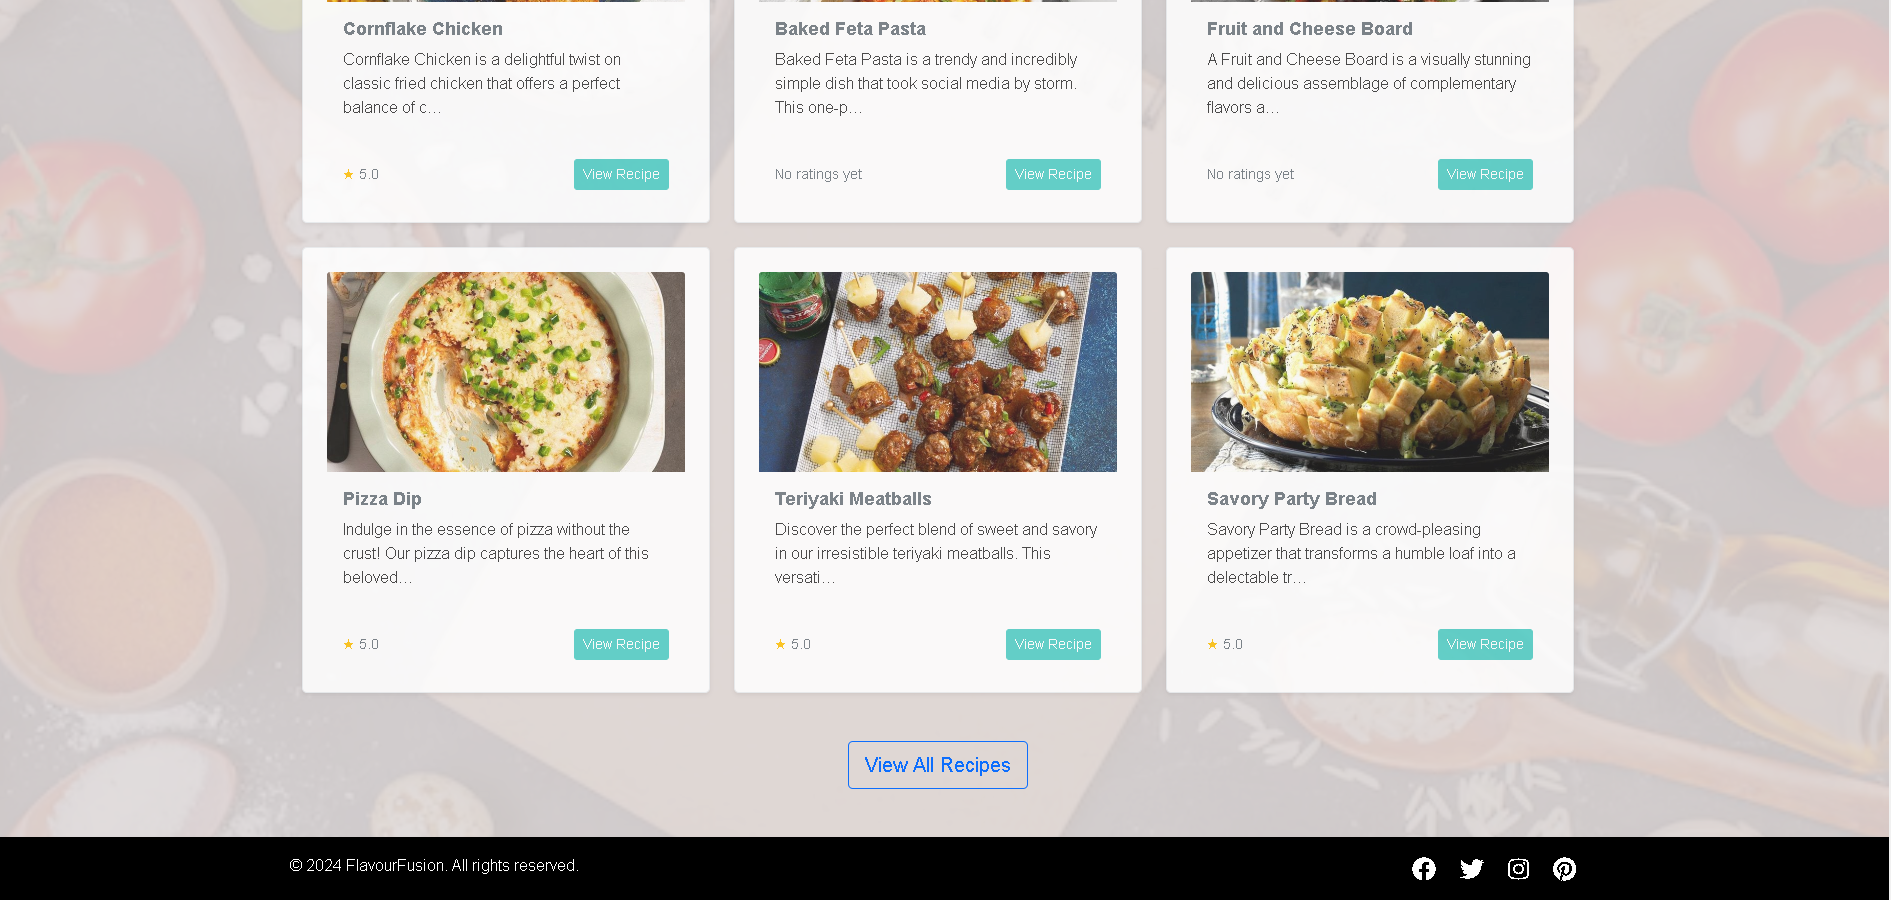 Cornflake Chicken
Cornflake Chicken is a delightful twist on
classic fried chicken that offers a perfect
balance of c...
★ 5.0
View Recipe
Baked Feta Pasta
Baked Feta Pasta is a trendy and incredibly
simple dish that took social media by storm.
This one-p...
No ratings yet
View Recipe
Fruit and Cheese Board
A Fruit and Cheese Board is a visually stunning
and delicious assemblage of complementary
flavors a...
No ratings yet
View Recipe
Pizza Dip
Indulge in the essence of pizza without the
crust! Our pizza dip captures the heart of this
beloved...
★ 5.0
View Recipe
Teriyaki Meatballs
Discover the perfect blend of sweet and savory
in our irresistible teriyaki meatballs. This
versati...
★ 5.0
View Recipe
Savory Party Bread
Savory Party Bread is a crowd-pleasing
appetizer that transforms a humble loaf into a
delectable tr...
★ 5.0
View Recipe
View All Recipes
© 2024 FlavourFusion. All rights reserved.